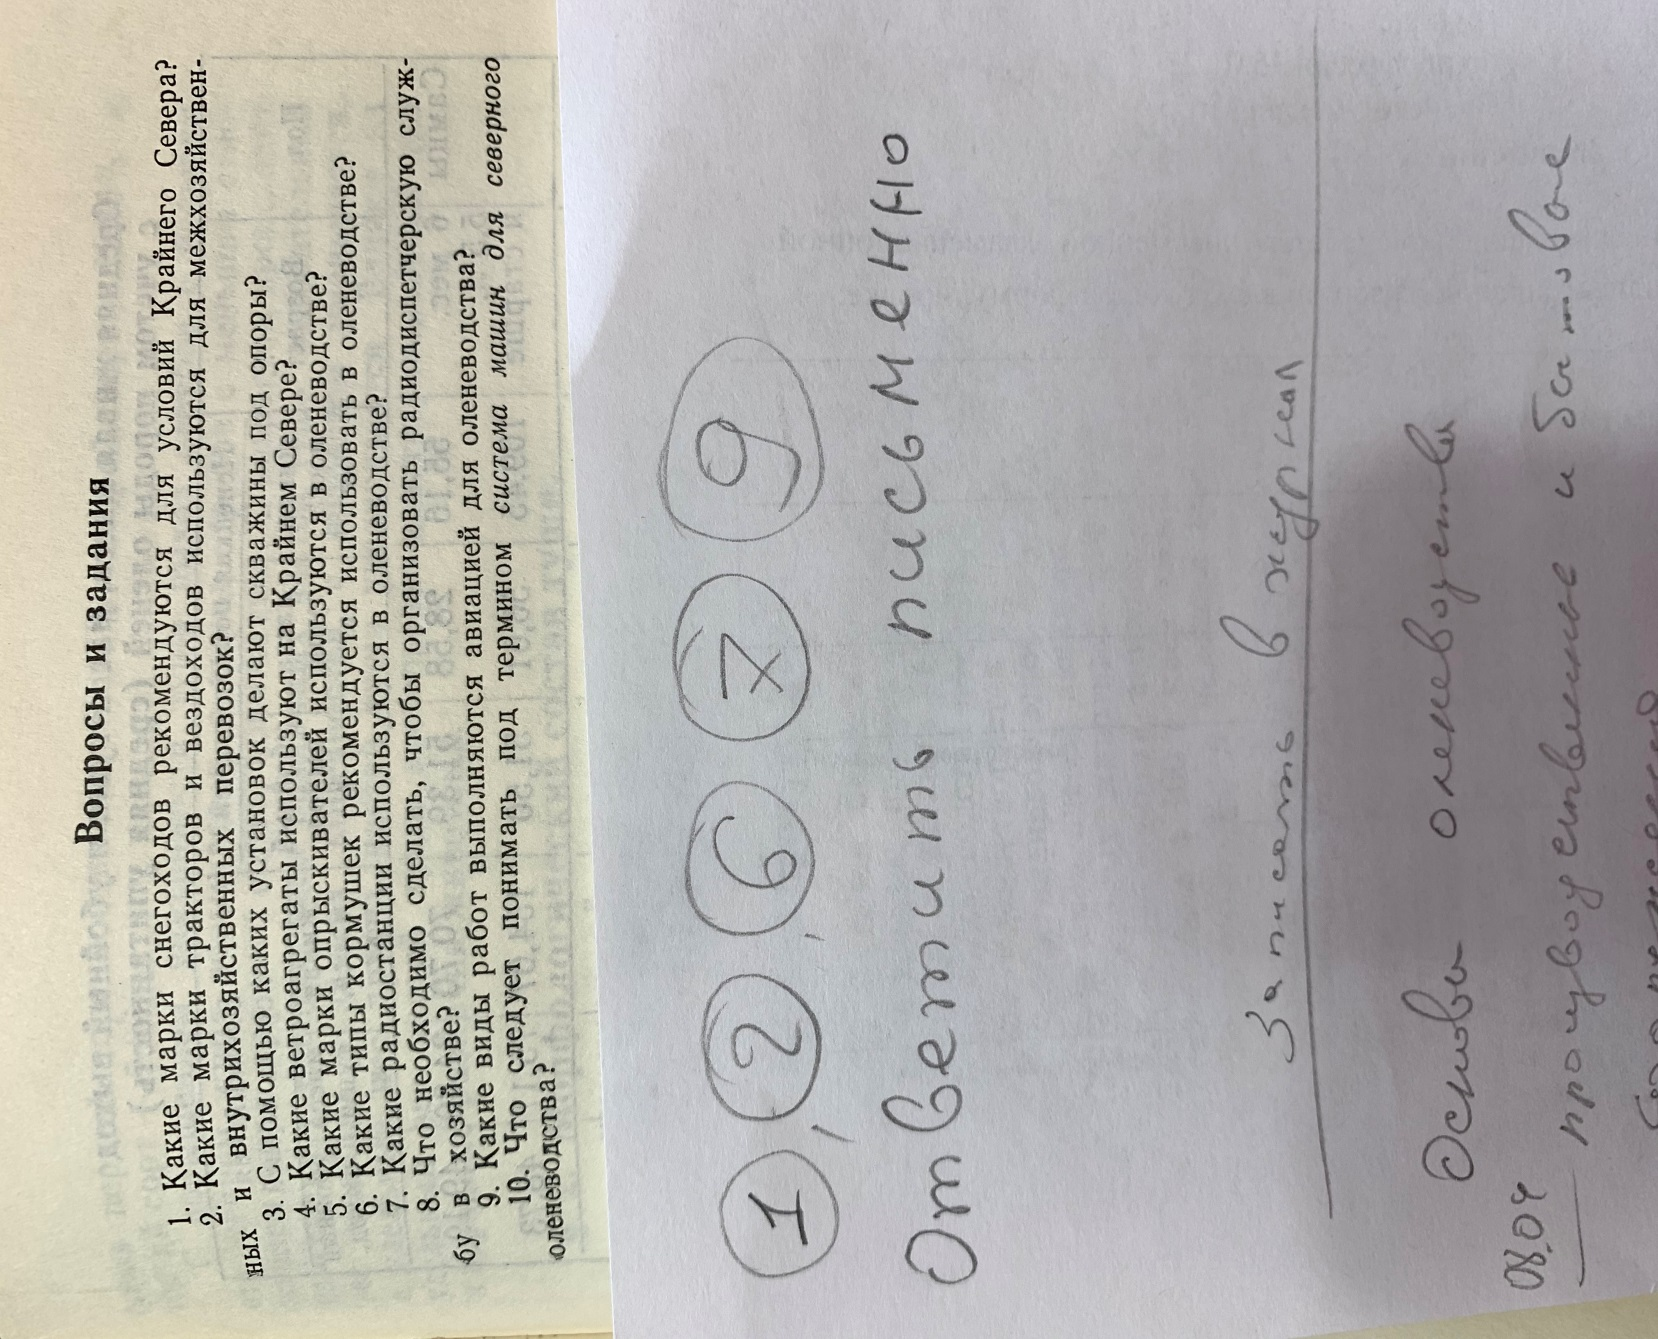 Вопросы и задания
1. Какие марки снегоходов рекомендуются для условий Крайнего Севера?
2. Какие марки тракторов и вездоходов используются для межхозяйствен-
ных и внутрихозяйственных перевозок?
3. С помощью каких установок делают скважины под опоры?
4. Какие ветроагрегаты используют на Крайнем Севере?
5. Какие марки опрыскивателей используются в оленеводстве?
6. Какие типы кормушек рекомендуется использовать в оленеводстве?
7. Какие радиостанции используются в оленеводстве?
8. Что необходимо сделать, чтобы организовать радиодиспетчерскую служ-
бу в хозяйстве?
9. Какие виды работ выполняются авиацией для оленеводства?
10. Что следует понимать под термином система машин для северного
оленеводства?
1, 2, 6 7 9
Ответить письменно
Записать в журнал
Основы оленеводства
08.04 производственные и бытовые